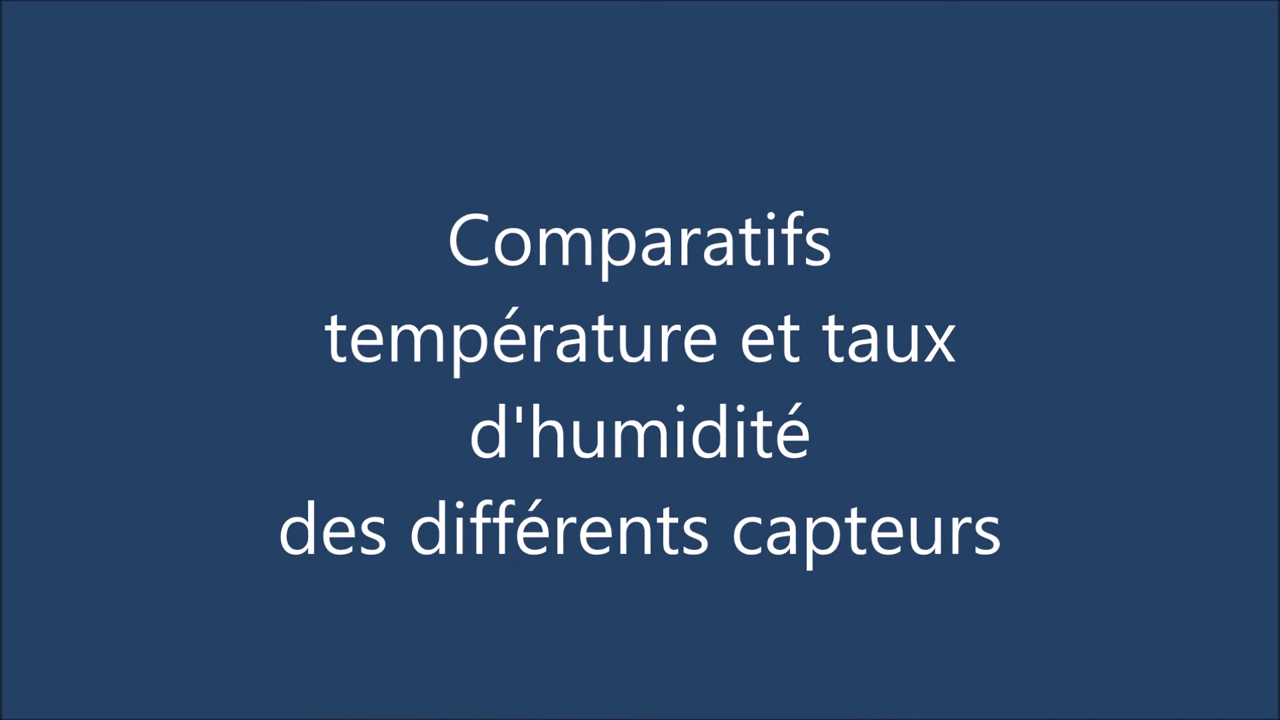 Comparatifs
température et taux
d'humidité
des différents capteurs